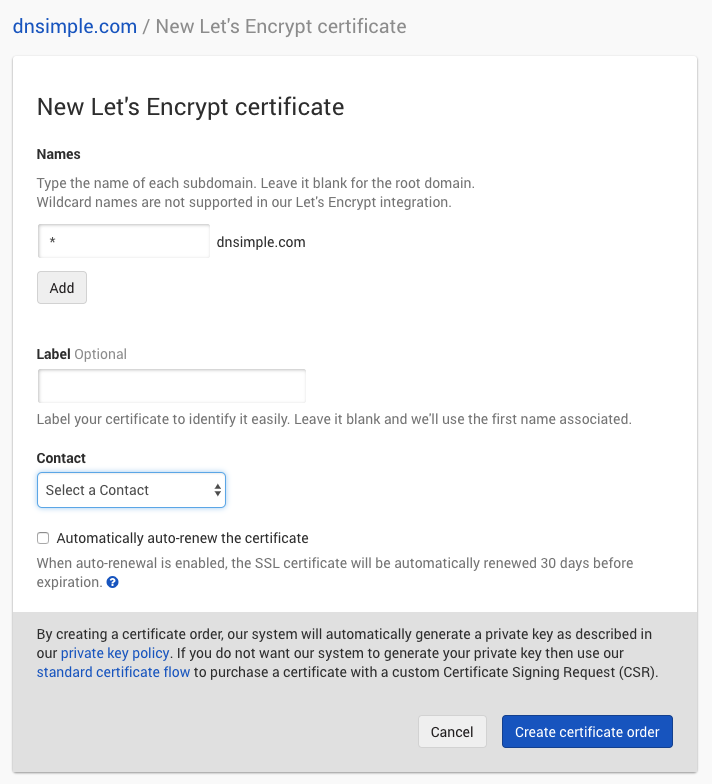 dnsimple.com / New Let's Encrypt certificate
New Let's Encrypt certificate
Names
Type the name of each subdomain. Leave it blank for the root domain.
Wildcard names are not supported in our Let's Encrypt integration.
* dnsimple.com
Add
Label Optional
Label your certificate to identify it easily. Leave it blank and we'll use the first name associated.
Contact
Select a Contact
Automatically auto-renew the certificate
When auto-renewal is enabled, the SSL certificate will be automatically renewed 30 days before
expiration. ?
By creating a certificate order, our system will automatically generate a private key as described in
our private key policy. If you do not want our system to generate your private key then use our
standard certificate flow to purchase a certificate with a custom Certificate Signing Request (CSR).
Cancel Create certificate order